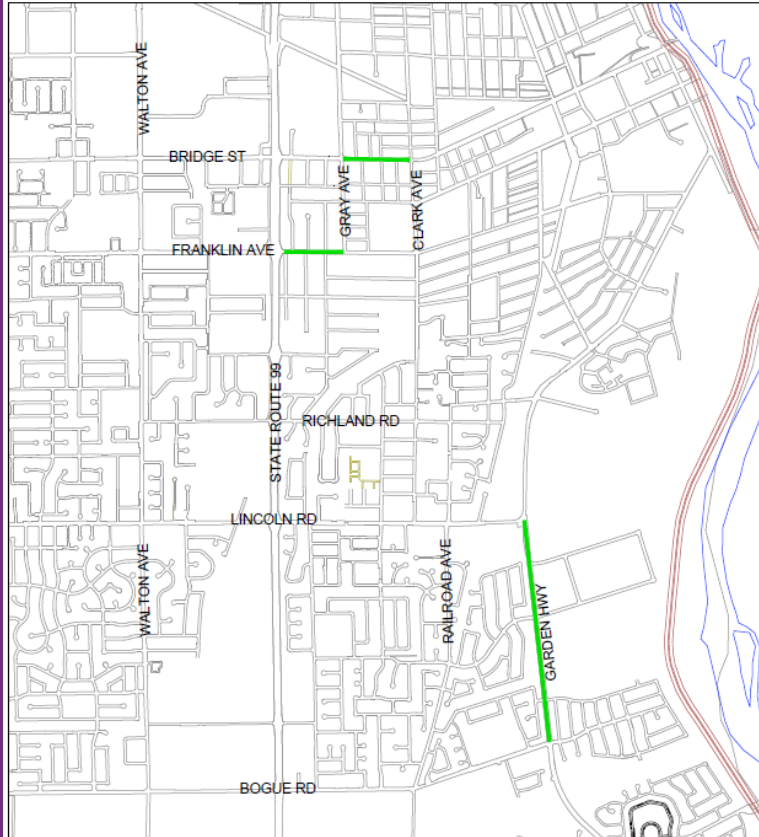 WALTON AVE
BRIDGE ST
GRAY AVE
CLARK AVE
FRANKLIN AVE
STATE ROUTE 99
RICHLAND RD
LINCOLN RD
WALTON AVE
RAILROAD AVE
GARDEN HWY
BOGUE RD